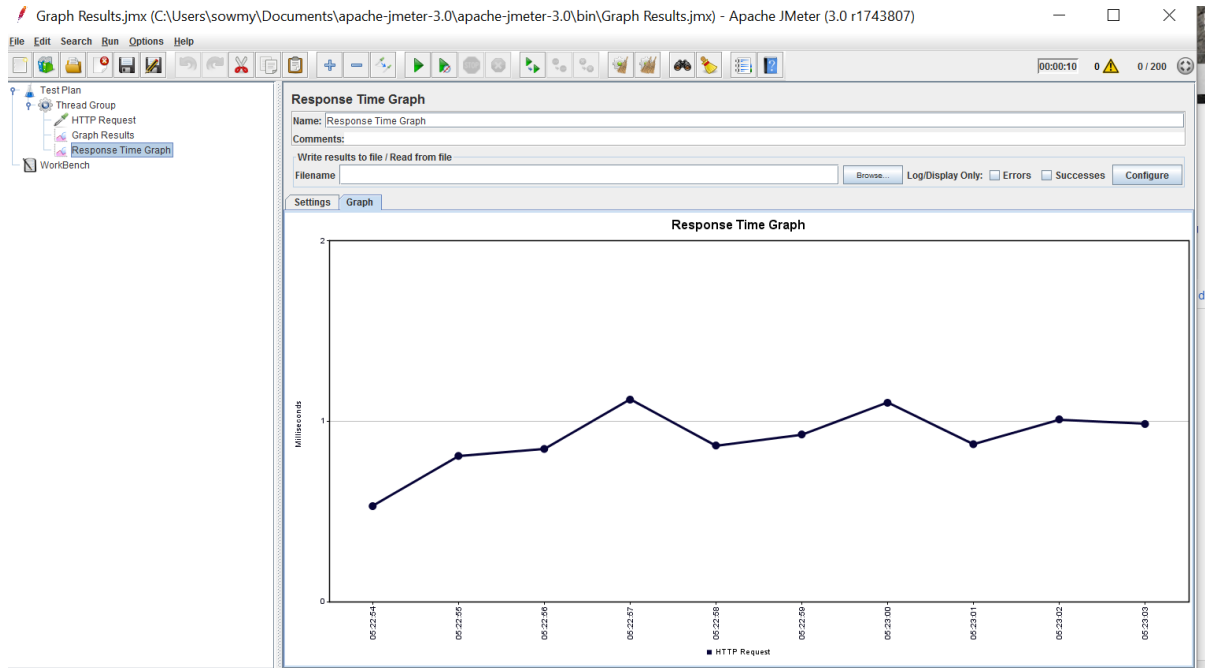 Graph Results.jmx (C:\Users\sowmy\Documents\apache-jmeter-3.0\apache-jmeter-3.0\bin\Graph Results.jmx) - Apache JMeter (3.0 r1743807)
File Edit Search Run Options Help
00:00:10 0 0 / 200
Test Plan
Thread Group
HTTP Request
Graph Results
Response Time Graph
WorkBench
Response Time Graph
Name: Response Time Graph
Comments:
Write results to file / Read from file
Filename Browse... Log/Display Only: Errors Successes Configure
Settings Graph
Response Time Graph
2
1
0
Milliseconds
05:22:54 05:22:55 05:22:56 05:22:57 05:22:58 05:22:59 05:23:00 05:23:01 05:23:02 05:23:03
HTTP Request
d